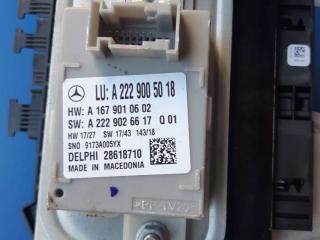 LU: A 222 900 50 18
HW: A 167 901 06 02
SW: A 222 902 66 17 Q 01
HW 17/27 SW 17/43 143/18
SNO 9173A005YX
DELPHI 28618710
MADE IN MACEDONIA